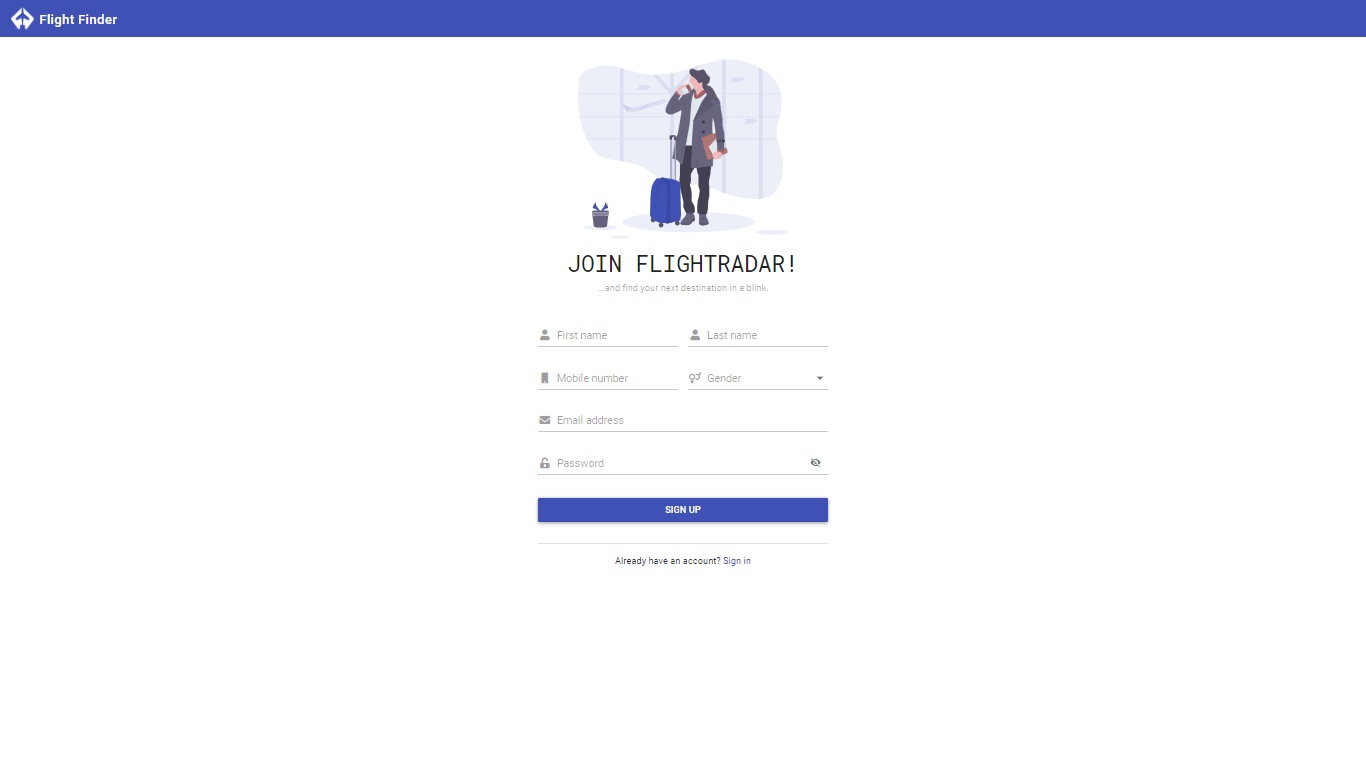 Flight Finder
JOIN FLIGHTRADAR!
...and find your next destination in a blink.
First name
Last name
Mobile number
Gender
Email address
Password
SIGN UP
Already have an account? Sign in